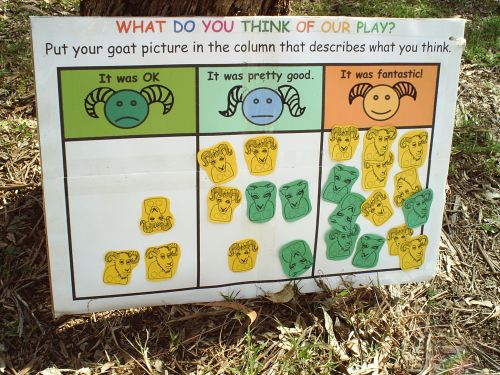 WHAT DO YOU THINK OF OUR PLAY?
Put your goat picture in the column that describes what you think.
It was OK
It was pretty good.
It was fantastic!